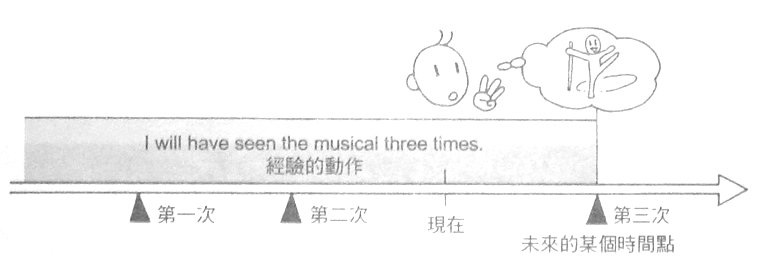 I will have seen the musical three times.
經驗的動作
第一次
第二次
現在
第三次
未來的某個時間點